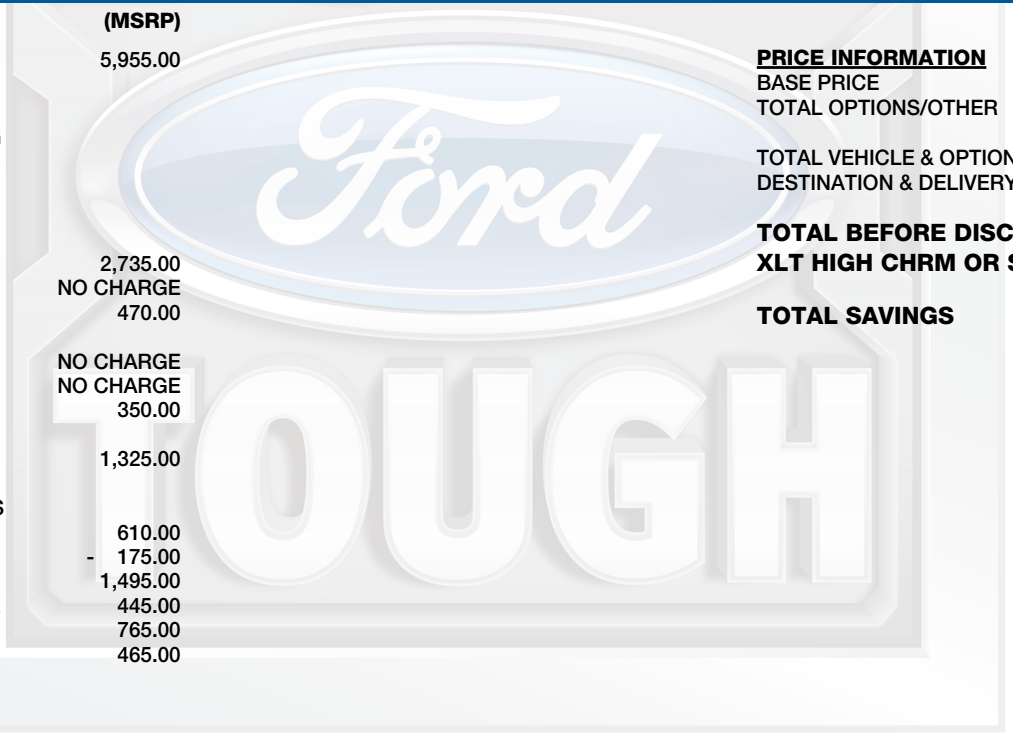 (MSRP)
5,955.00
2,735.00
NO CHARGE
470.00
NO CHARGE
NO CHARGE
350.00
1,325.00
S
610.00
- 175.00
1,495.00
445.00
765.00
465.00
Ford
TOUGH
PRICE INFORMATION
BASE PRICE
TOTAL OPTIONS/OTHER
TOTAL VEHICLE & OPTION
DESTINATION & DELIVERY
TOTAL BEFORE DISC
XLT HIGH CHRM OR S
TOTAL SAVINGS